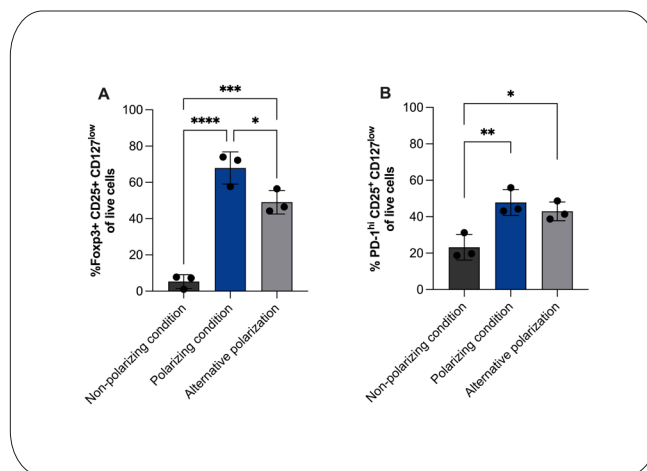 A
***
****
*
%Foxp3+ CD25+ CD127low
of live cells
100
80
60
40
20
0
Non-polarizing condition
Polarizing condition
Alternative polarization
B
*
**
% PD-1hi CD25+ CD127low
of live cells
100
80
60
40
20
0
Non-polarizing condition
Polarizing condition
Alternative polarization